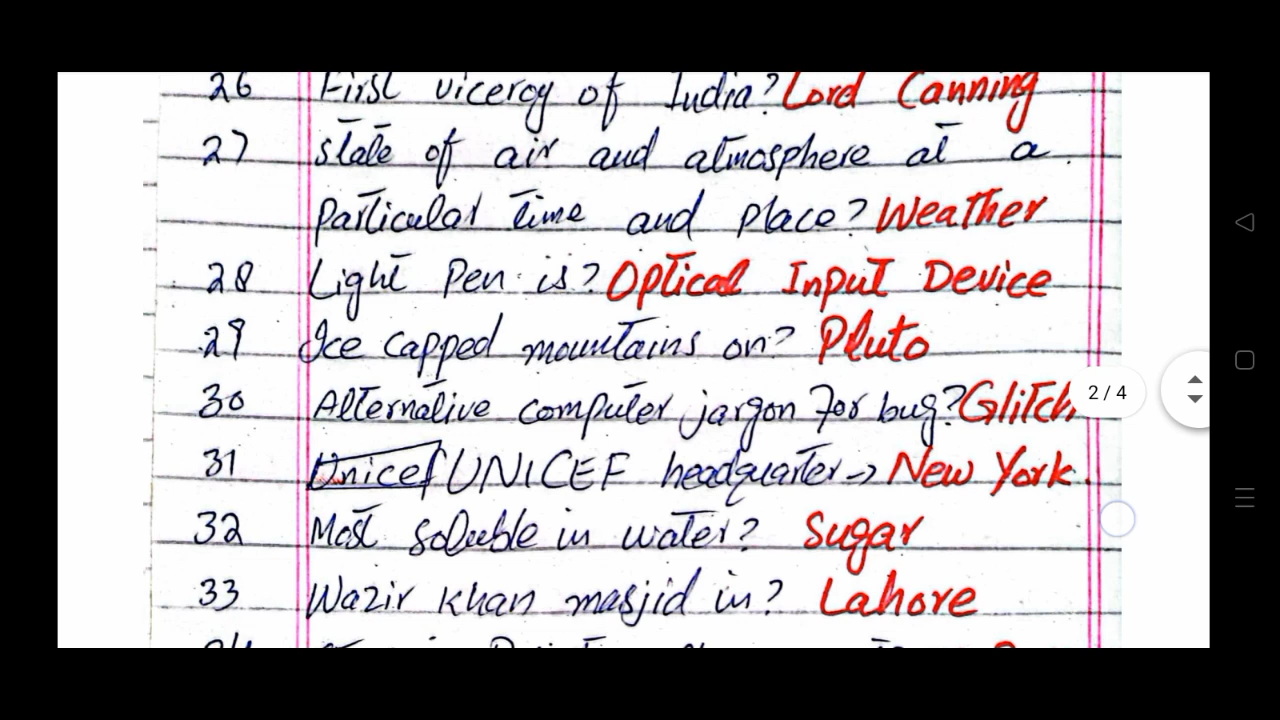 26 First viceroy of India? Lord Canning
27 state of air and atmosphere at a
Particular time and place? Weather
28 Light Pen is? Optical Input Device
29 Ice capped mountains on? Pluto
30 Alternative computer jargon for bug? Glitch
2/4
31 Unicef UNICEF headquarter → New York.
32 Most soluble in water? Sugar
33 Wazir Khan masjid in? Lahore